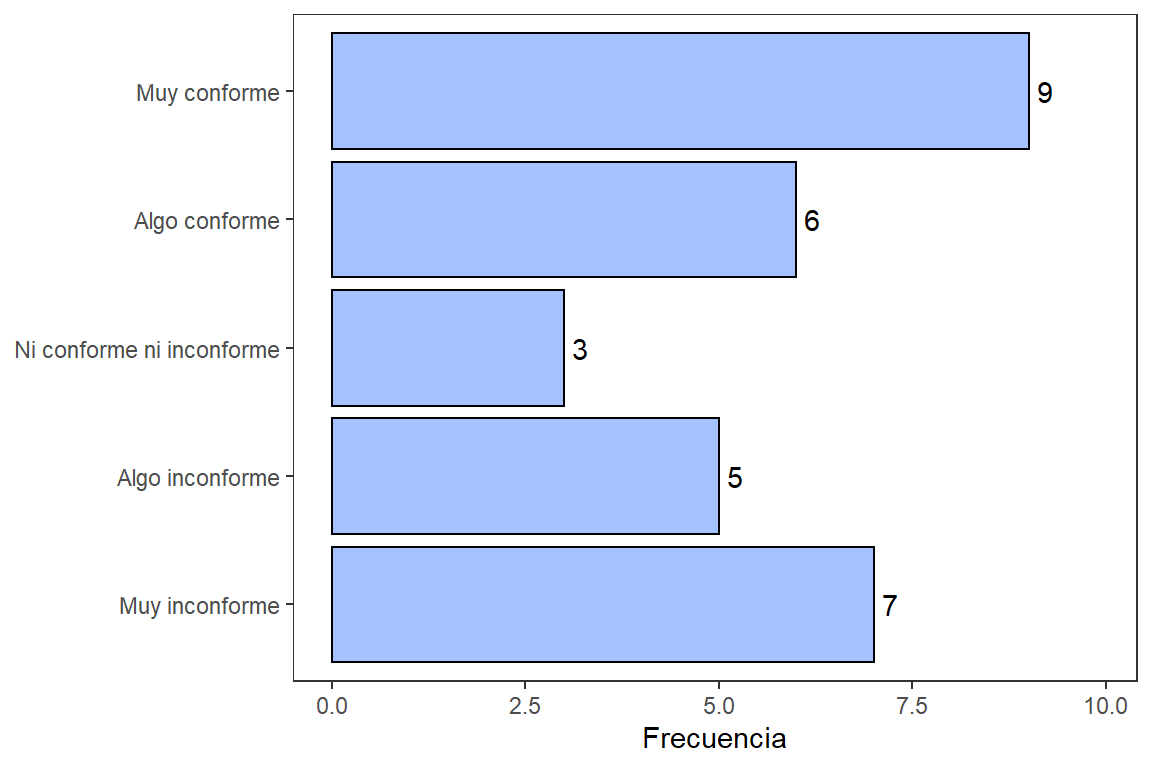 Muy conforme
9
Algo conforme
6
Ni conforme ni inconforme
3
Algo inconforme
5
Muy inconforme
7
0.0 2.5 5.0 7.5 10.0
Frecuencia